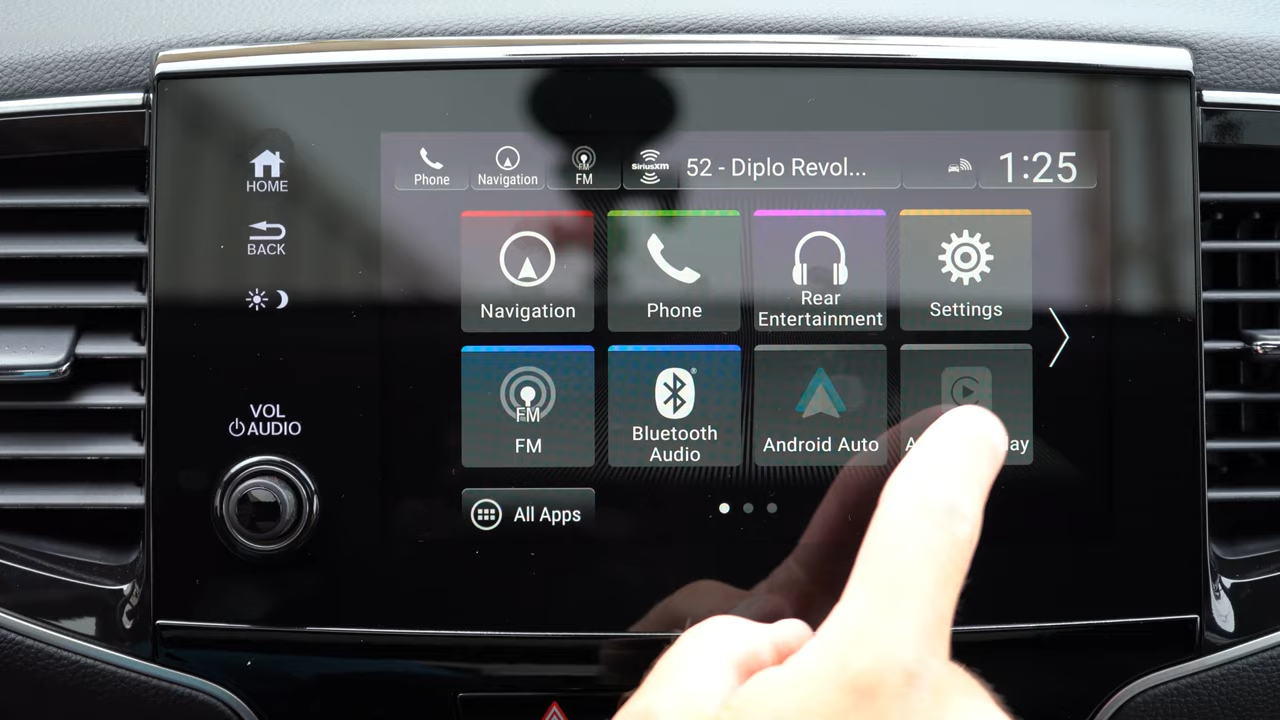 HOME
BACK
VOL
AUDIO
Phone
Navigation
FM
FM
SiriusXM
52 - Diplo Revol...
1:25
Navigation
Phone
Rear
Entertainment
Settings
FM
FM
Bluetooth
Audio
Android Auto
All Apps